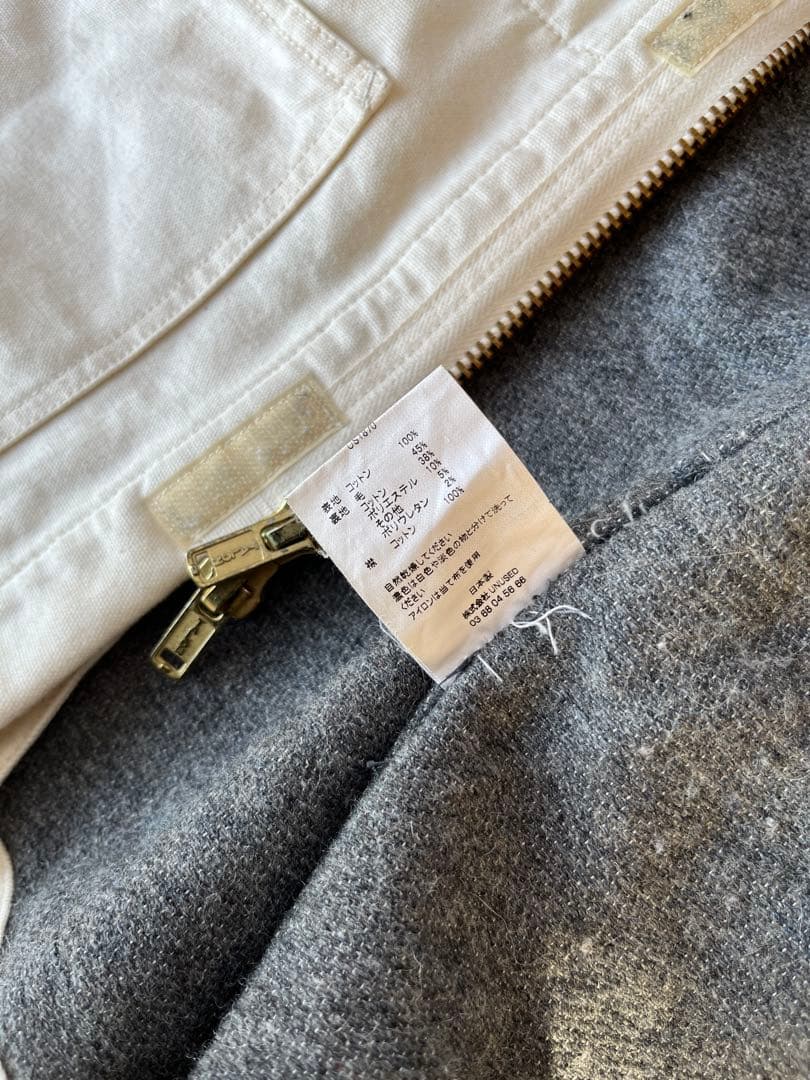 US1870
表地 コットン 100%
裏地 毛 45%
コットン 38%
ポリエステル 10%
その他 5%
ポリウレタン 2%
コットン 100%
自然乾燥してください
濃色は白色や淡色の物と分けて洗って
ください
アイロンは当て布を使用
日本製
株式会社 UNUSED
03 68 04 56 68